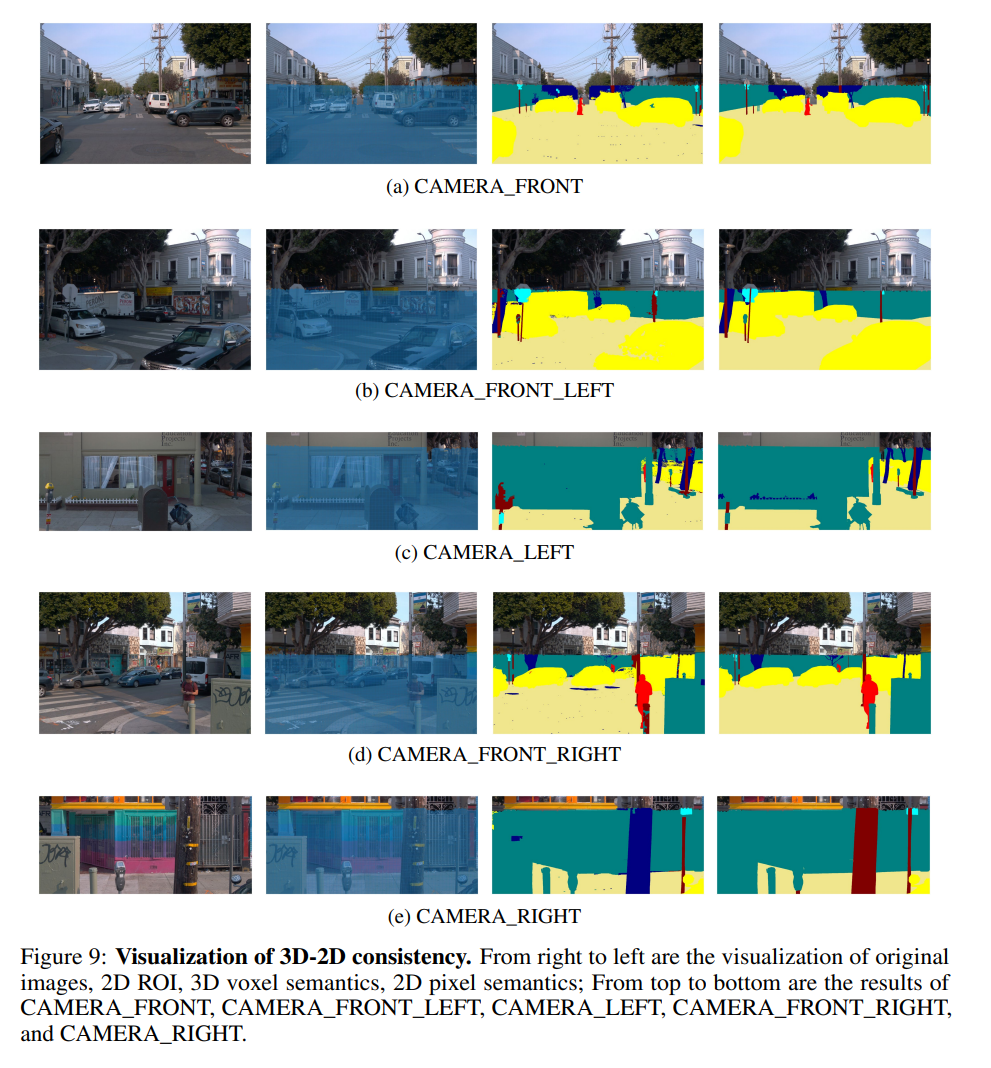 (a) CAMERA_FRONT
(b) CAMERA_FRONT_LEFT
Projects
Inc.
(c) CAMERA_LEFT
(d) CAMERA_FRONT_RIGHT
(e) CAMERA_RIGHT
Figure 9: Visualization of 3D-2D consistency. From right to left are the visualization of original
images, 2D ROI, 3D voxel semantics, 2D pixel semantics; From top to bottom are the results of
CAMERA_FRONT, CAMERA_FRONT_LEFT, CAMERA_LEFT, CAMERA_FRONT_RIGHT,
and CAMERA_RIGHT.